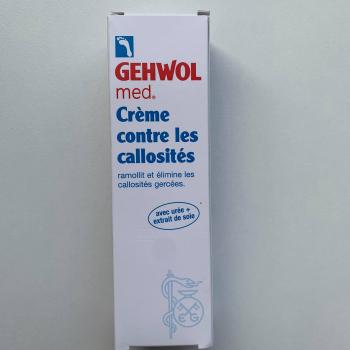 GEHWOL
med.®
Crème
contre les
callosités
ramollit et élimine les
callosités gercées.
avec urée +
extrait de soie